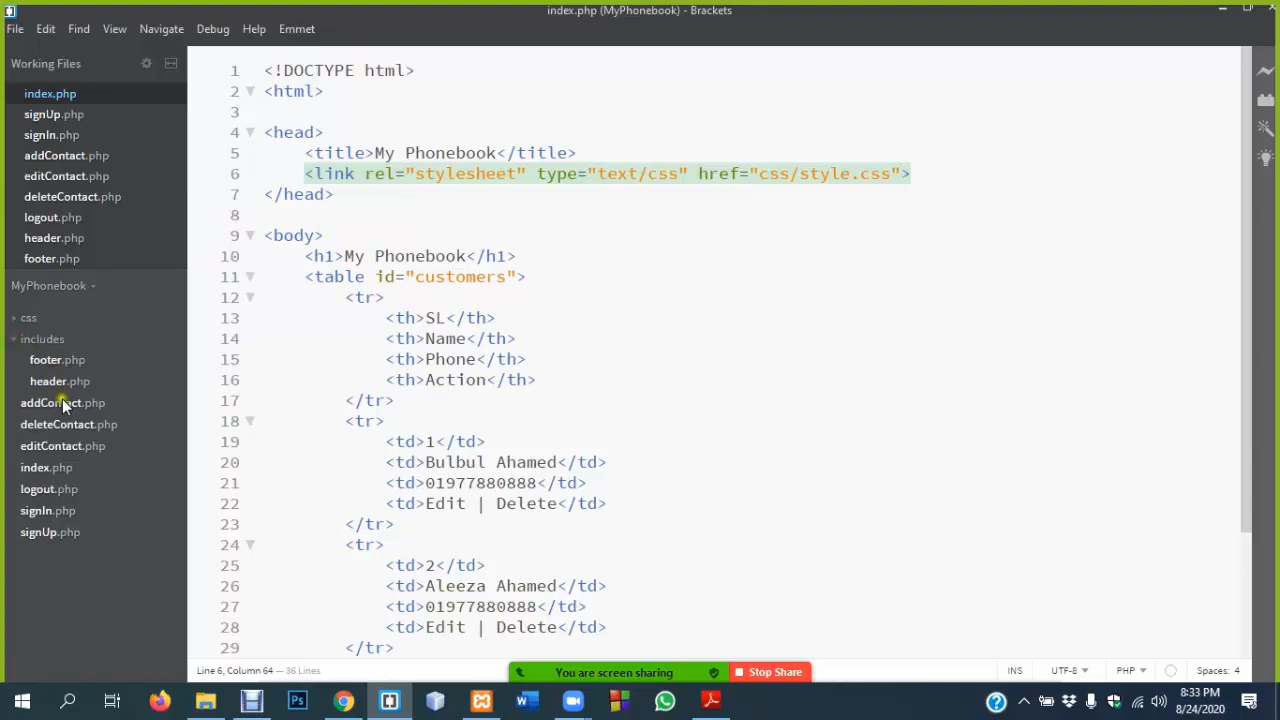 index.php (MyPhonebook) - Brackets
File Edit Find View Navigate Debug Help Emmet
Working Files
index.php
signUp.php
signIn.php
addContact.php
editContact.php
deleteContact.php
logout.php
header.php
footer.php
MyPhonebook
css
includes
footer.php
header.php
addContact.php
deleteContact.php
editContact.php
index.php
logout.php
signIn.php
signUp.php
1 <!DOCTYPE html>
2 <html>
3
4 <head>
5 <title>My Phonebook</title>
6 <link rel="stylesheet" type="text/css" href="css/style.css">
7 </head>
8
9 <body>
10 <h1>My Phonebook</h1>
11 <table id="customers">
12 <tr>
13 <th>SL</th>
14 <th>Name</th>
15 <th>Phone</th>
16 <th>Action</th>
17 </tr>
18 <tr>
19 <td>1</td>
20 <td>Bulbul Ahamed</td>
21 <td>01977880888</td>
22 <td>Edit | Delete</td>
23 </tr>
24 <tr>
25 <td>2</td>
26 <td>Aleeza Ahamed</td>
27 <td>01977880888</td>
28 <td>Edit | Delete</td>
29 </tr>
Line 6, Column 64 — 36 Lines
You are screen sharing
Stop Share
INS UTF-8 PHP Spaces: 4
Ps
8:33 PM
8/24/2020